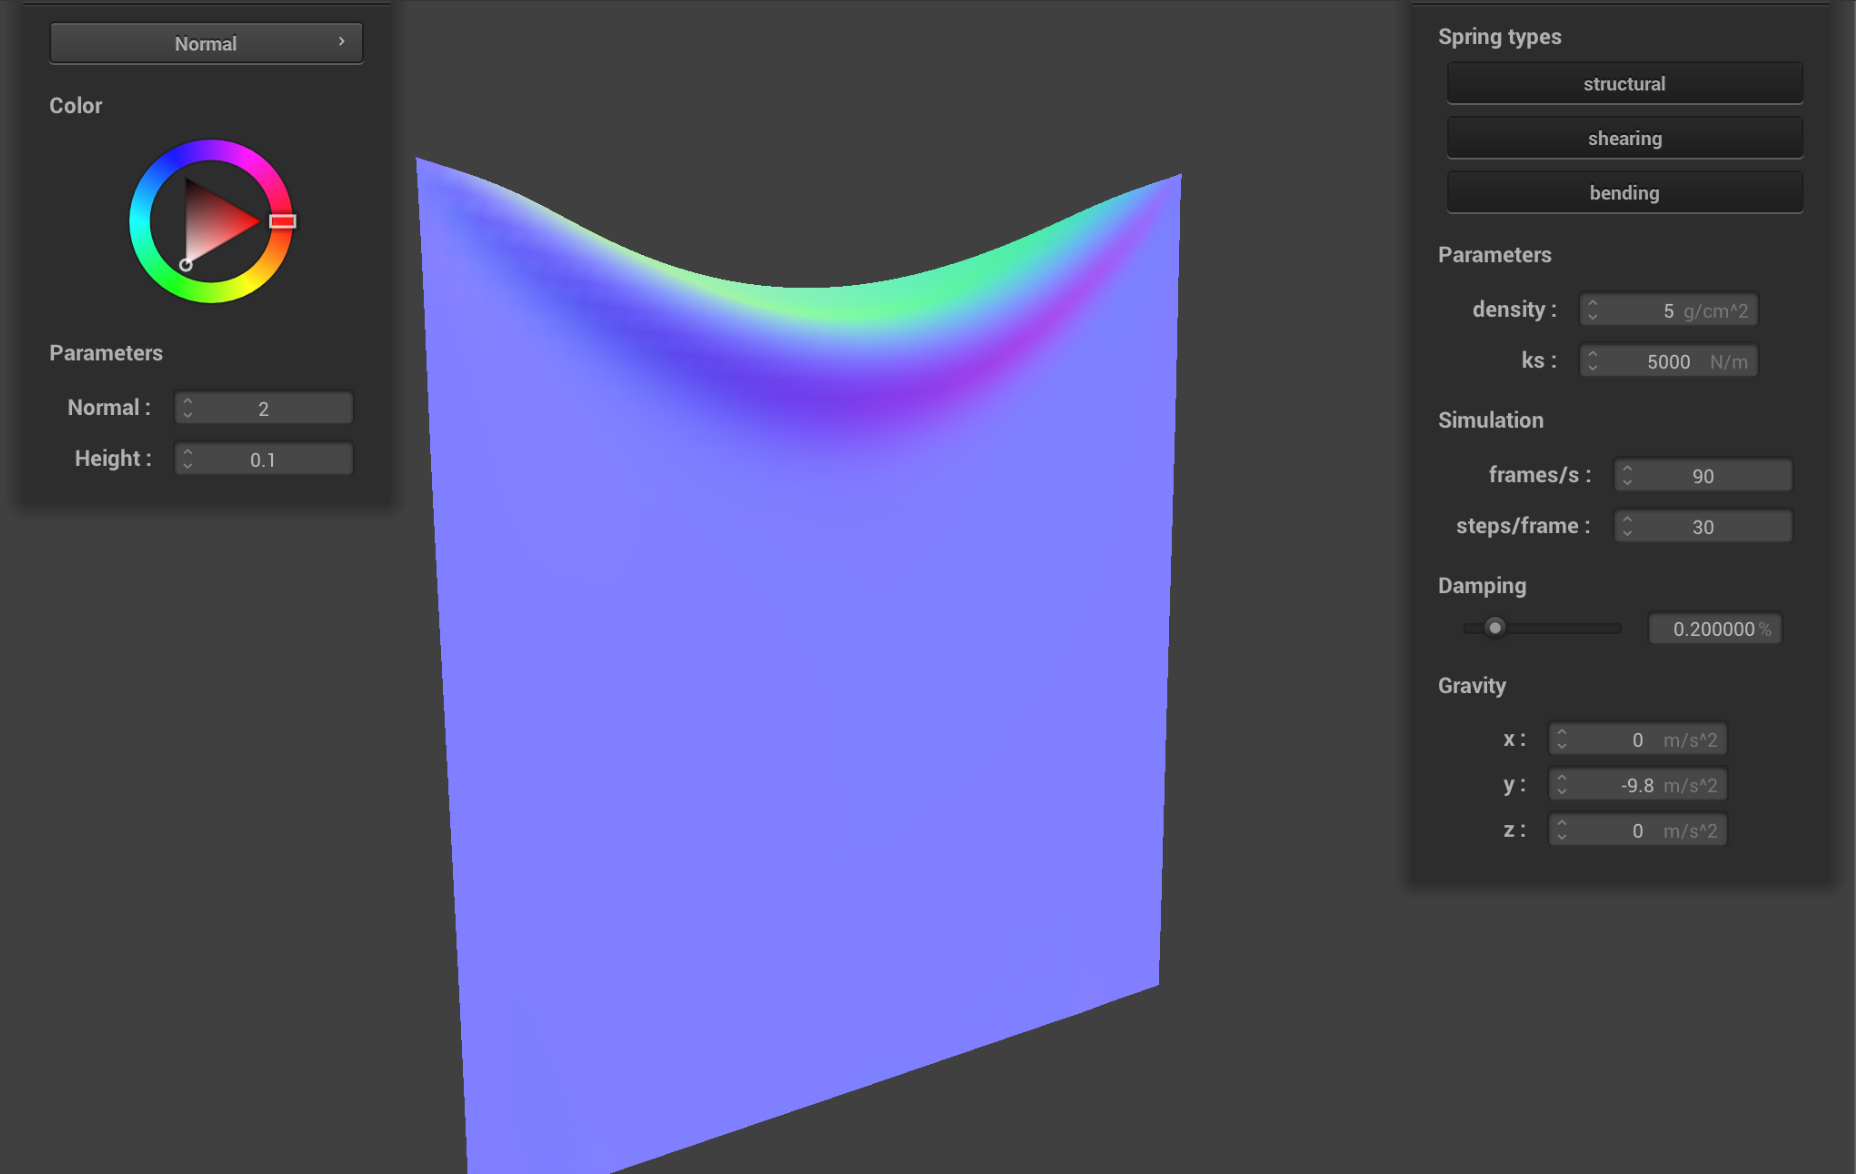 Normal
Color
Parameters
Normal : 2
Height : 0.1
Spring types
structural
shearing
bending
Parameters
density : 5 g/cm^2
ks : 5000 N/m
Simulation
frames/s : 90
steps/frame : 30
Damping
0.200000 %
Gravity
x : 0 m/s^2
y : -9.8 m/s^2
z : 0 m/s^2